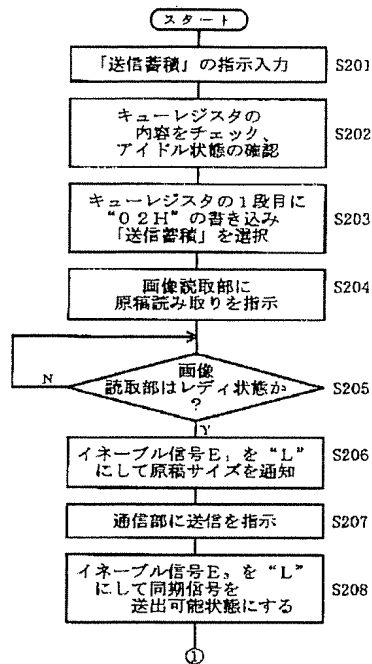 スタート
「送信蓄積」の指示入力
S201
キューレジスタの
内容をチェック、
アイドル状態の確認
S202
キューレジスタの1段目に
“02H”の書き込み
「送信蓄積」を選択
S203
画像読取部に
原稿読み取りを指示
S204
画像
読取部はレディ状態か
?
N
S205
Y
イネーブル信号E₁を“L”
にして原稿サイズを通知
S206
通信部に送信を指示
S207
イネーブル信号E₃を“L”
にして同期信号を
送出可能状態にする
S208
①